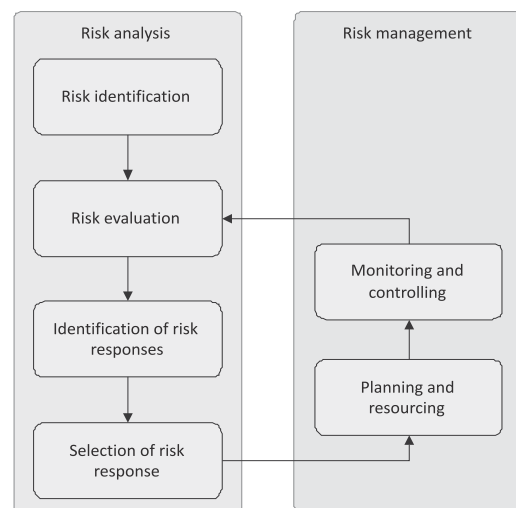 Risk analysis
Risk identification
Risk evaluation
Identification of risk
responses
Selection of risk
response
Risk management
Monitoring and
controlling
Planning and
resourcing